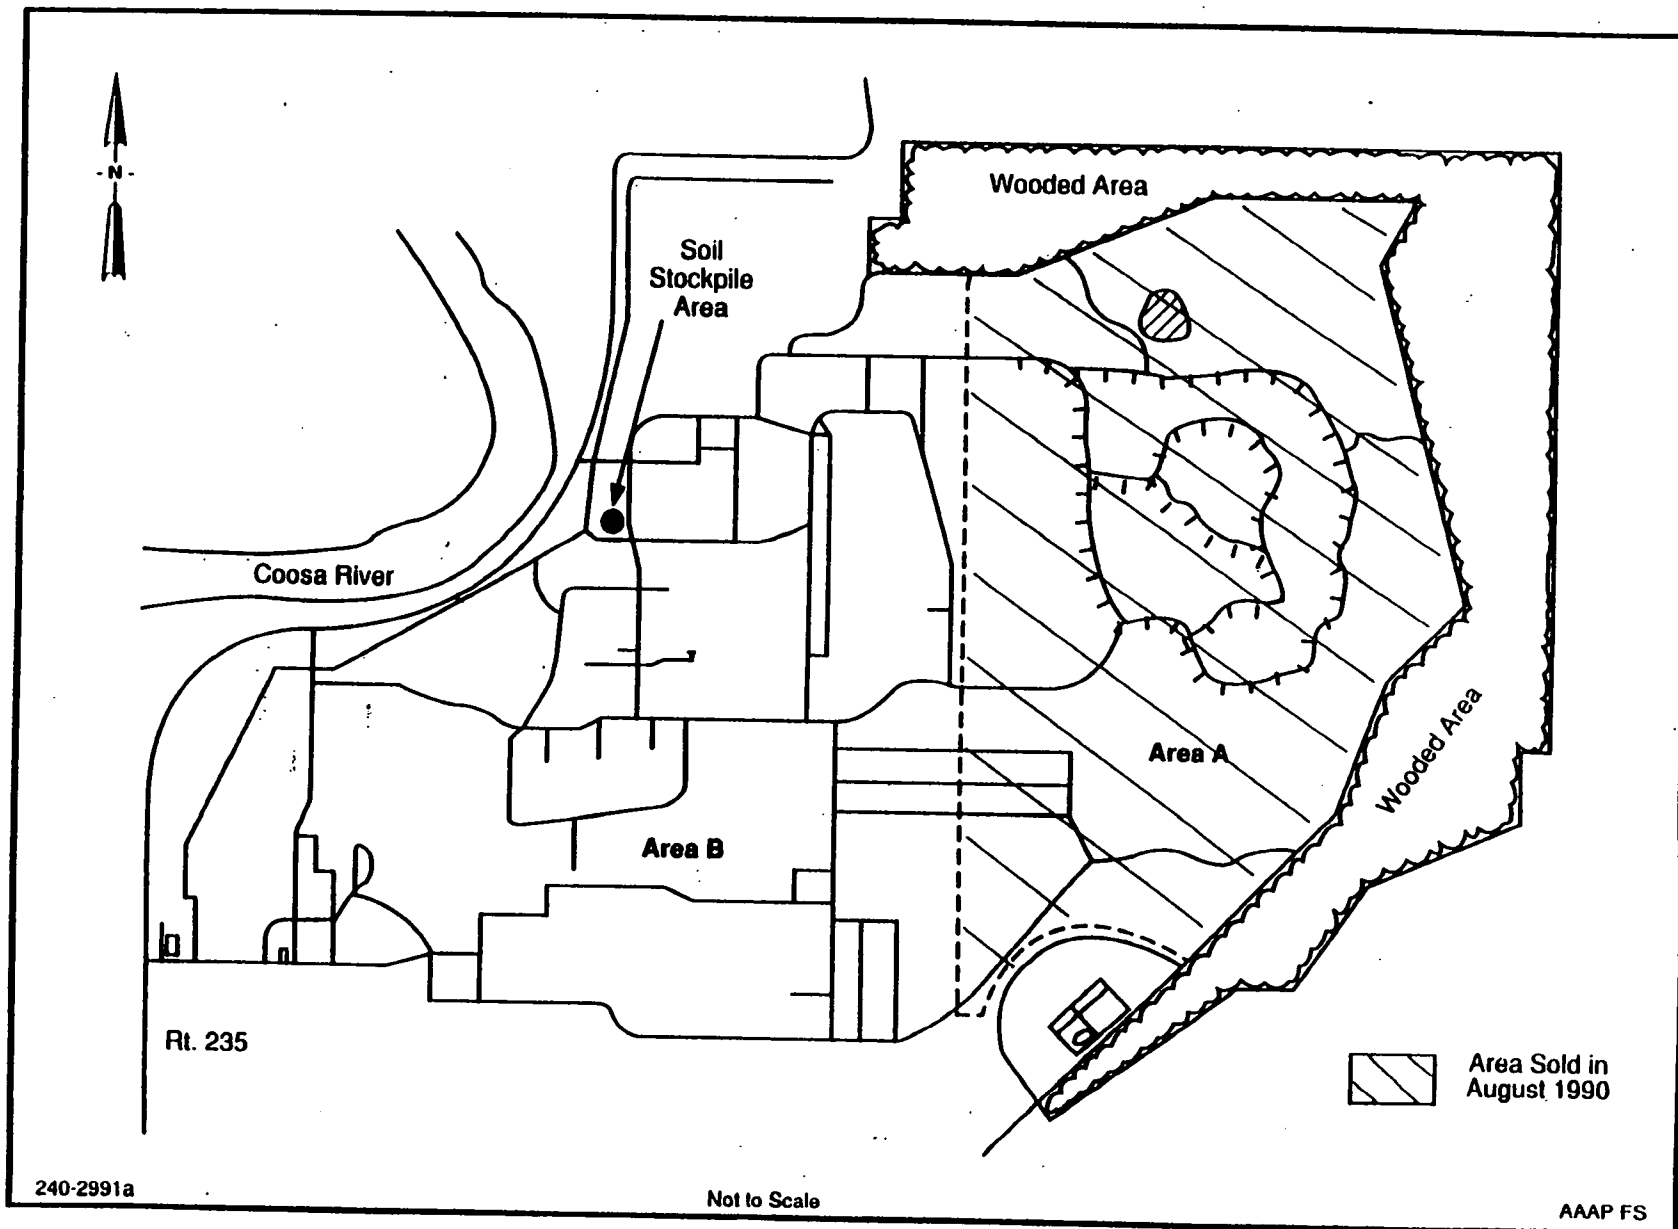 - N -
Wooded Area
Soil
Stockpile
Area
Coosa River
Area A
Wooded Area
Area B
Rt. 235
Area Sold in
August 1990
240-2991a
Not to Scale
AAAP FS